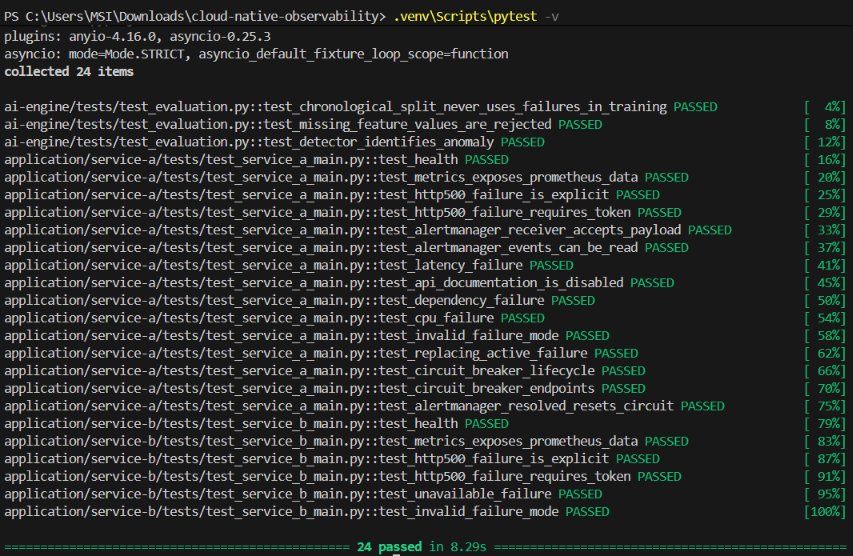 PS C:\Users\MSI\Downloads\cloud-native-observability> .venv\Scripts\pytest -v
plugins: anyio-4.16.0, asyncio-0.25.3
asyncio: mode=Mode.STRICT, asyncio_default_fixture_loop_scope=function
collected 24 items

ai-engine/tests/test_evaluation.py::test_chronological_split_never_uses_failures_in_training PASSED [  4%]
ai-engine/tests/test_evaluation.py::test_missing_feature_values_are_rejected PASSED [  8%]
ai-engine/tests/test_evaluation.py::test_detector_identifies_anomaly PASSED [ 12%]
application/service-a/tests/test_service_a_main.py::test_health PASSED [ 16%]
application/service-a/tests/test_service_a_main.py::test_metrics_exposes_prometheus_data PASSED [ 20%]
application/service-a/tests/test_service_a_main.py::test_http500_failure_is_explicit PASSED [ 25%]
application/service-a/tests/test_service_a_main.py::test_http500_failure_requires_token PASSED [ 29%]
application/service-a/tests/test_service_a_main.py::test_alertmanager_receiver_accepts_payload PASSED [ 33%]
application/service-a/tests/test_service_a_main.py::test_alertmanager_events_can_be_read PASSED [ 37%]
application/service-a/tests/test_service_a_main.py::test_latency_failure PASSED [ 41%]
application/service-a/tests/test_service_a_main.py::test_api_documentation_is_disabled PASSED [ 45%]
application/service-a/tests/test_service_a_main.py::test_dependency_failure PASSED [ 50%]
application/service-a/tests/test_service_a_main.py::test_cpu_failure PASSED [ 54%]
application/service-a/tests/test_service_a_main.py::test_invalid_failure_mode PASSED [ 58%]
application/service-a/tests/test_service_a_main.py::test_replacing_active_failure PASSED [ 62%]
application/service-a/tests/test_service_a_main.py::test_circuit_breaker_lifecycle PASSED [ 66%]
application/service-a/tests/test_service_a_main.py::test_circuit_breaker_endpoints PASSED [ 70%]
application/service-a/tests/test_service_a_main.py::test_alertmanager_resolved_resets_circuit PASSED [ 75%]
application/service-b/tests/test_service_b_main.py::test_health PASSED [ 79%]
application/service-b/tests/test_service_b_main.py::test_metrics_exposes_prometheus_data PASSED [ 83%]
application/service-b/tests/test_service_b_main.py::test_http500_failure_is_explicit PASSED [ 87%]
application/service-b/tests/test_service_b_main.py::test_http500_failure_requires_token PASSED [ 91%]
application/service-b/tests/test_service_b_main.py::test_unavailable_failure PASSED [ 95%]
application/service-b/tests/test_service_b_main.py::test_invalid_failure_mode PASSED [100%]

=========================================== 24 passed in 8.29s ===========================================